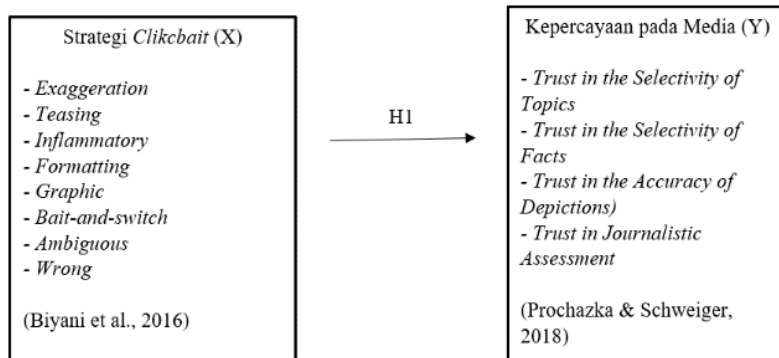 Strategi Clikcbait (X)
- Exaggeration
- Teasing
- Inflammatory
- Formatting
- Graphic
- Bait-and-switch
- Ambiguous
- Wrong
(Biyani et al., 2016)
H1
Kepercayaan pada Media (Y)
- Trust in the Selectivity of
Topics
- Trust in the Selectivity of
Facts
- Trust in the Accuracy of
Depictions)
- Trust in Journalistic
Assessment
(Prochazka & Schweiger,
2018)